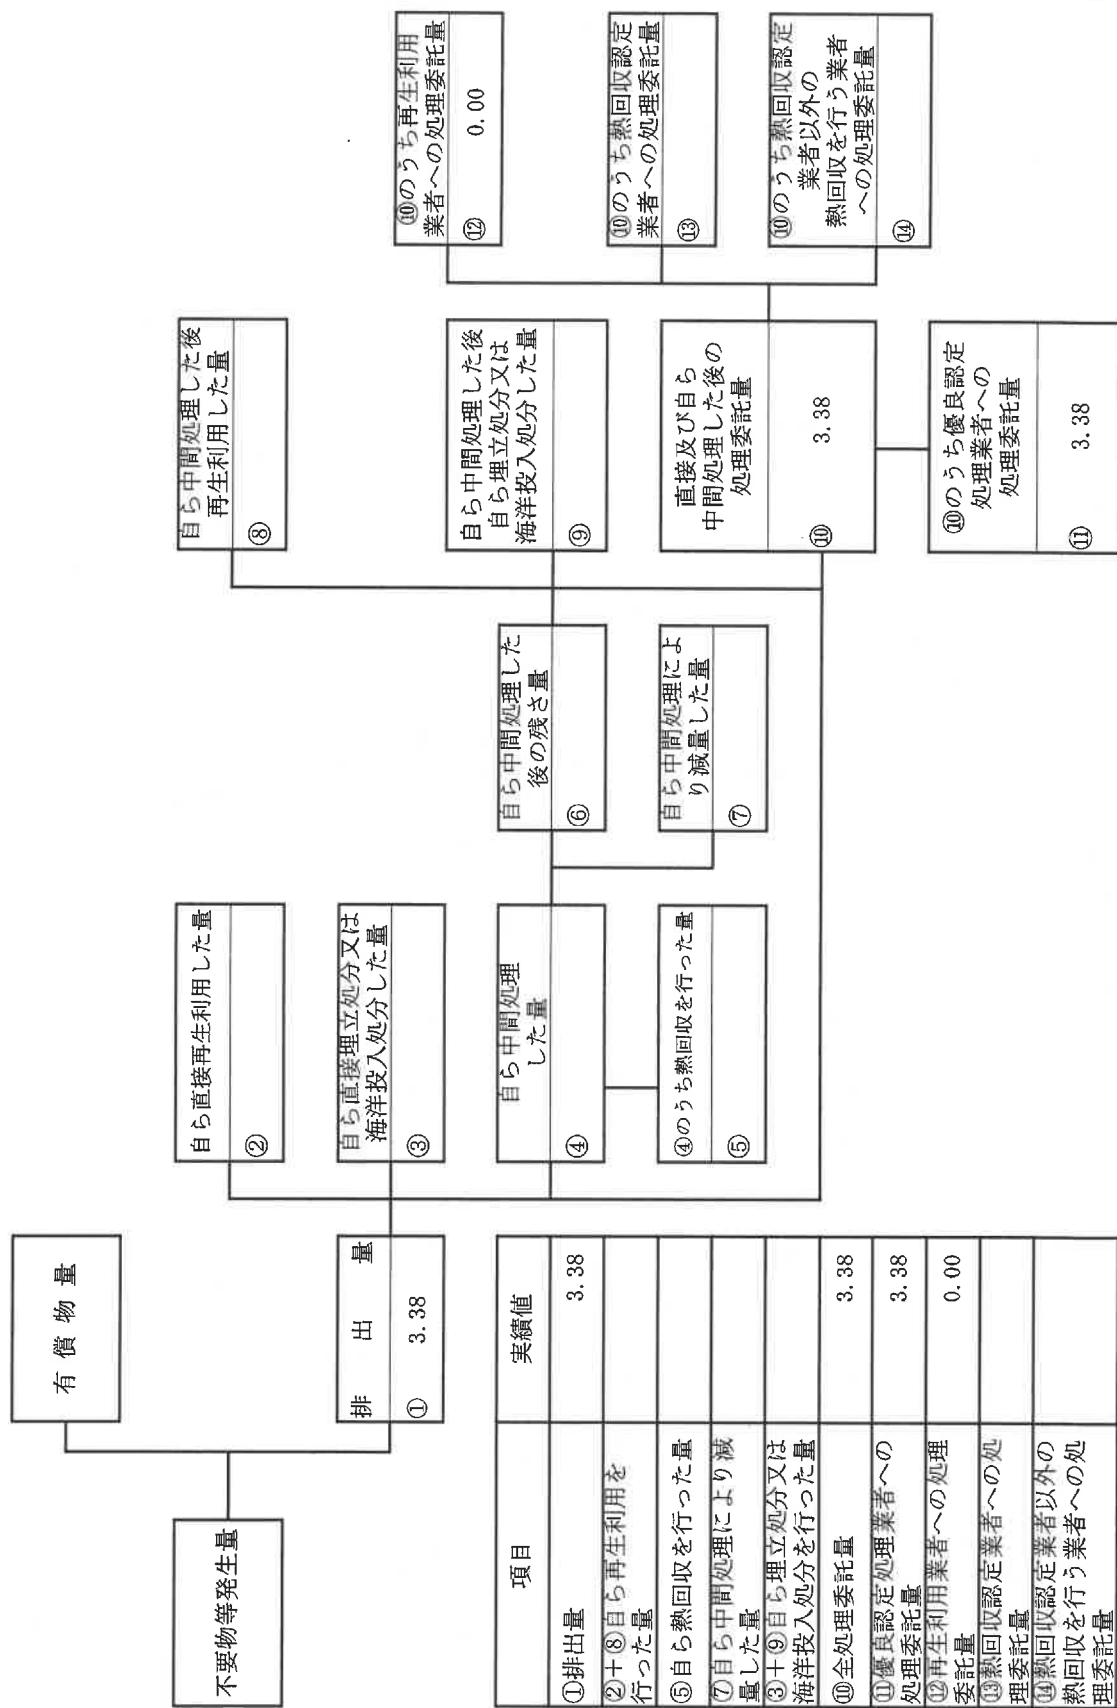 不要物等発生量
有償物量
排出量
① 3.38
自ら直接再生利用した量
②
自ら直接埋立処分又は
海洋投入処分した量
③
自ら中間処理
した量
④
④のうち熱回収を行った量
⑤
自ら中間処理した
後の残さ量
⑥
自ら中間処理によ
り減量した量
⑦
自ら中間処理した後
再生利用した量
⑧
自ら中間処理した後
自ら埋立処分又は
海洋投入処分した量
⑨
直接及び自ら
中間処理した後の
処理委託量
⑩ 3.38
⑩のうち優良認定
処理業者への
処理委託量
⑪ 3.38
⑩のうち再生利用
業者への処理委託量
⑫ 0.00
⑩のうち熱回収認定
業者への処理委託量
⑬
⑩のうち熱回収認定
業者以外の
熱回収を行う業者
への処理委託量
⑭
項目 実績値
①排出量 3.38
②+⑧自ら再生利用を
行った量
⑤自ら熱回収を行った量
⑦自ら中間処理により減
量した量
③+⑨自ら埋立処分又は
海洋投入処分を行った量
⑩全処理委託量 3.38
⑪優良認定処理業者への
処理委託量 3.38
⑫再生利用業者への処理
委託量 0.00
⑬熱回収認定業者への処
理委託量
⑭熱回収認定業者以外の
熱回収を行う業者への処
理委託量